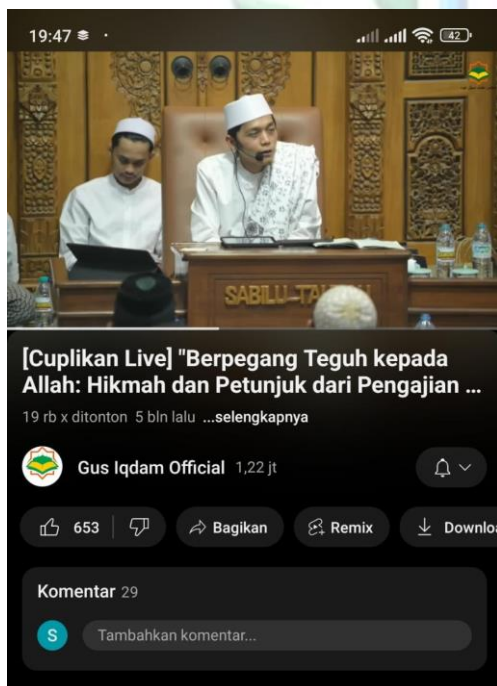 19:47
42
SABILU
[Cuplikan Live] "Berpegang Teguh kepada
Allah: Hikmah dan Petunjuk dari Pengajian ...
19 rb x ditonton 5 bln lalu ...selengkapnya
Gus Iqdam Official 1,22 jt
653 Bagikan Remix Downlo
Komentar 29
S Tambahkan komentar...